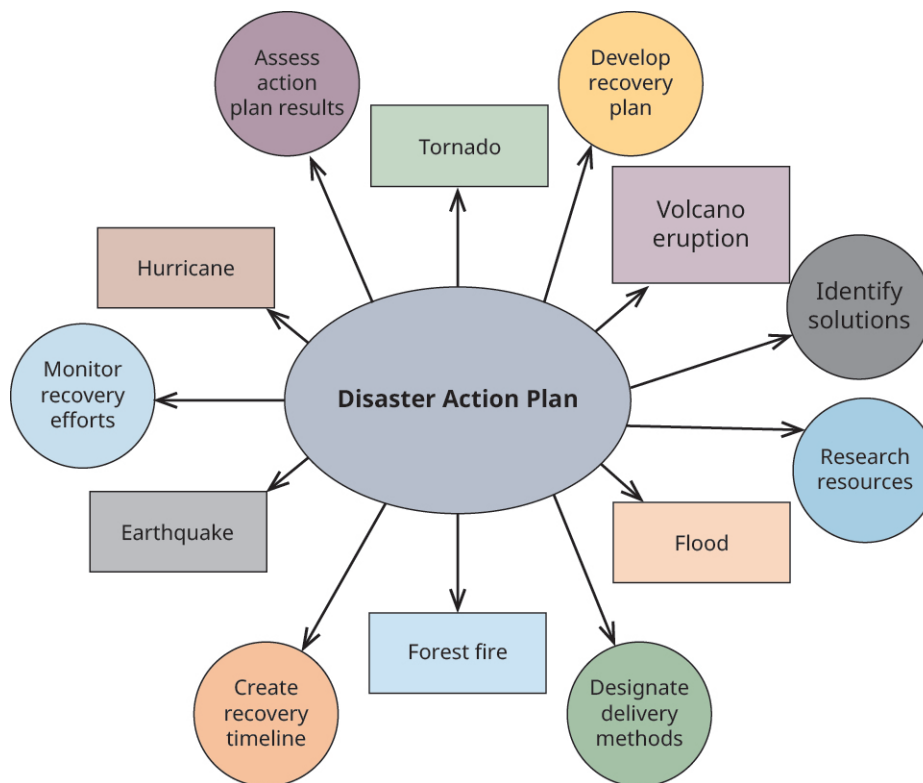 Assess
action
plan results
Develop
recovery
plan
Tornado
Volcano
eruption
Hurricane
Identify
solutions
Monitor
recovery
efforts
Disaster Action Plan
Research
resources
Earthquake
Flood
Forest fire
Create
recovery
timeline
Designate
delivery
methods